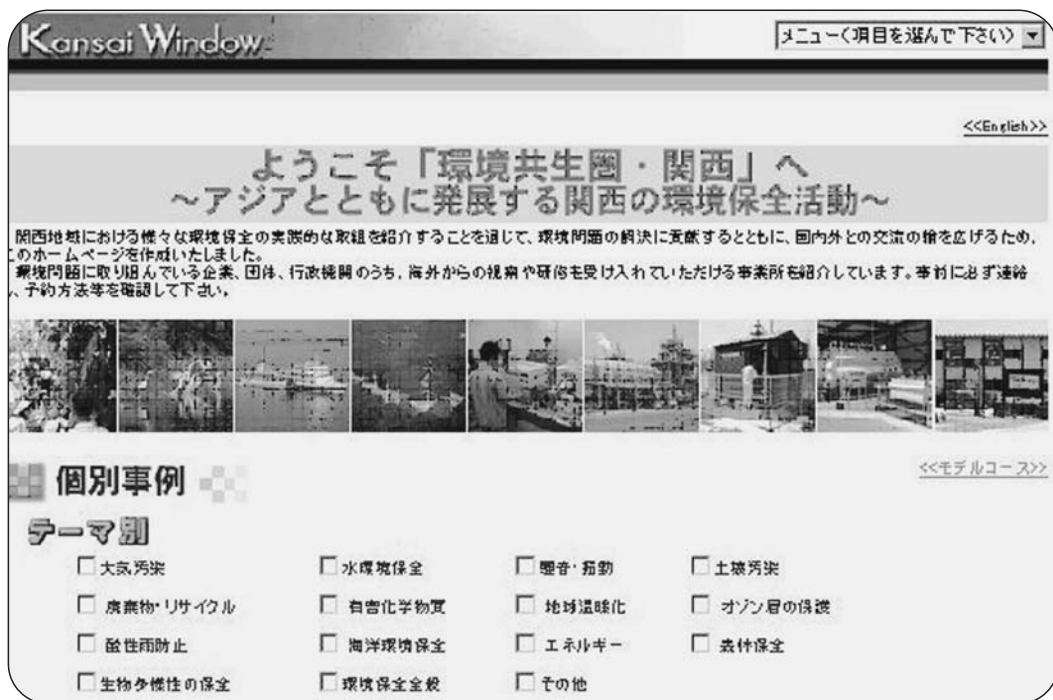 Kansai Window
メニュー(項目を選んで下さい)
<<English>>
ようこそ「環境共生圏・関西」へ
~アジアとともに発展する関西の環境保全活動~
関西地域における様々な環境保全の実践的な取組を紹介することを通じて、環境問題の解決に貢献するとともに、国内外との交流の輪を広げるため、
このホームページを作成いたしました。
環境問題に取り組んでいる企業、団体、行政機関のうち、海外からの視察や研修を受け入れていただける事業所を紹介しています。事前に必ず連絡
、予約方法等を確認して下さい。
個別事例
<<モデルコース>>
テーマ別
大気汚染 水環境保全 騒音・振動 土壌汚染
廃棄物・リサイクル 有害化学物質 地球温暖化 オゾン層の保護
酸性雨防止 海洋環境保全 エネルギー 森林保全
生物多様性の保全 環境保全全般 その他